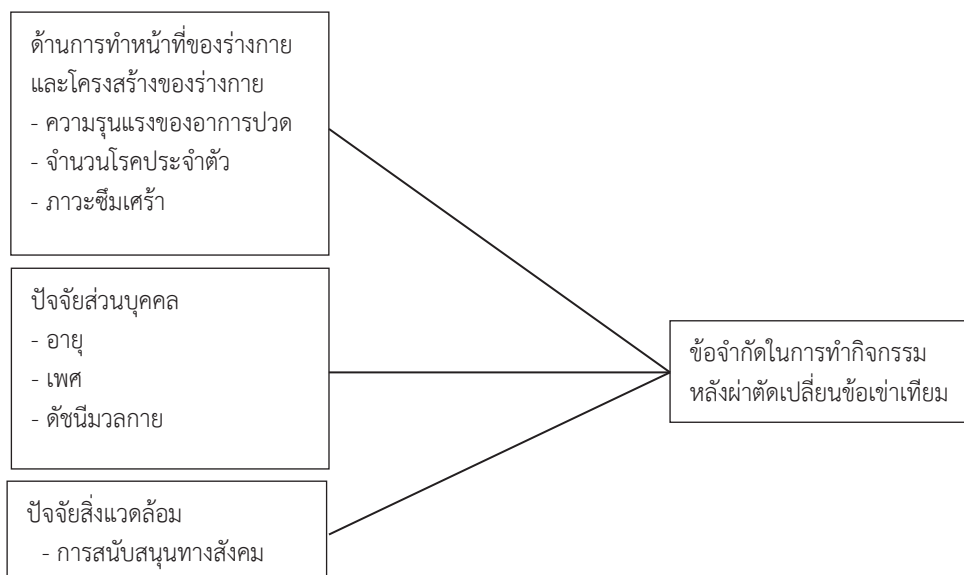 ด้านการทำหน้าที่ของร่างกาย
และโครงสร้างของร่างกาย
- ความรุนแรงของอาการปวด
- จำนวนโรคประจำตัว
- ภาวะซึมเศร้า
ปัจจัยส่วนบุคคล
- อายุ
- เพศ
- ดัชนีมวลกาย
ปัจจัยสิ่งแวดล้อม
- การสนับสนุนทางสังคม
ข้อจำกัดในการทำกิจกรรม
หลังผ่าตัดเปลี่ยนข้อเข่าเทียม